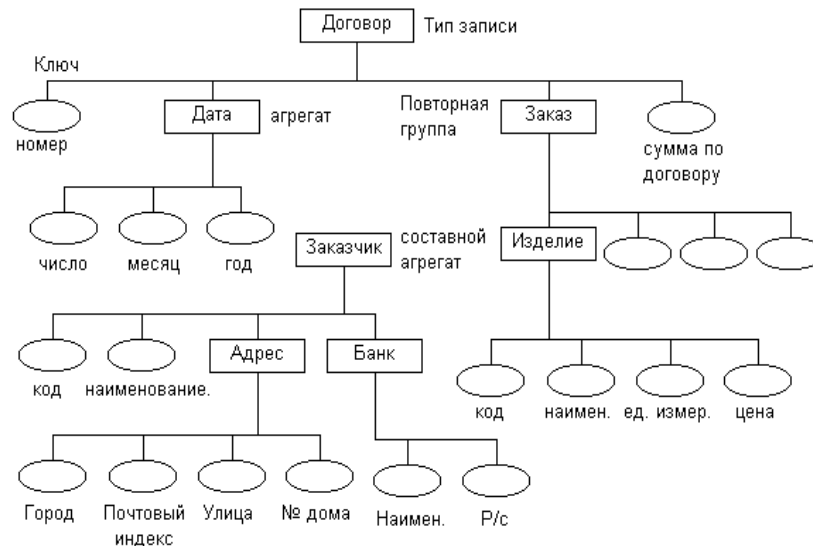 Договор
Тип записи
Ключ
Дата
агрегат
Повторная
группа
Заказ
номер
сумма по
договору
Заказчик
составной
агрегат
Изделие
число
месяц
год
Адрес
Банк
код
наименование.
код
наимен.
ед. измер.
цена
Город
Почтовый
индекс
Улица
№ дома
Наимен.
Р/с